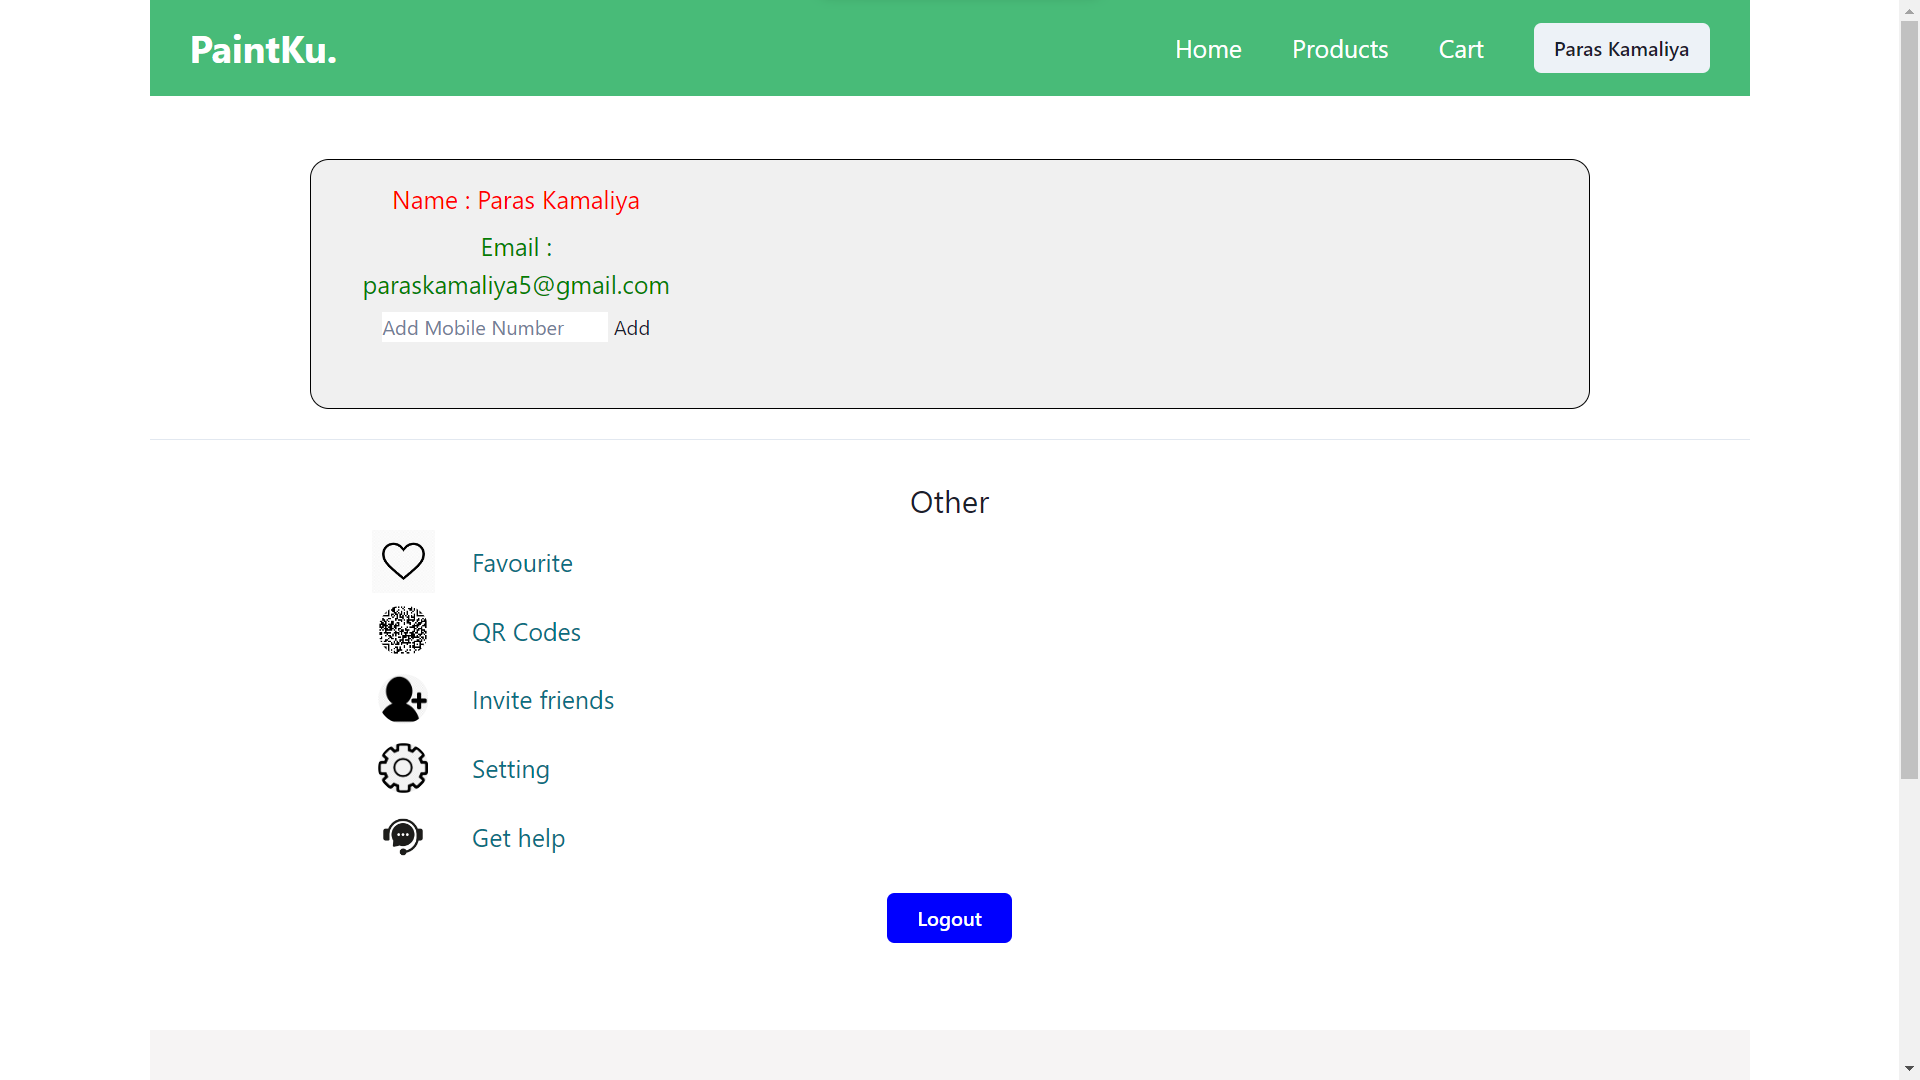 PaintKu.
Home Products Cart Paras Kamaliya
Name : Paras Kamaliya
Email :
paraskamaliya5@gmail.com
Add Mobile Number Add
Other
Favourite
QR Codes
Invite friends
Setting
Get help
Logout